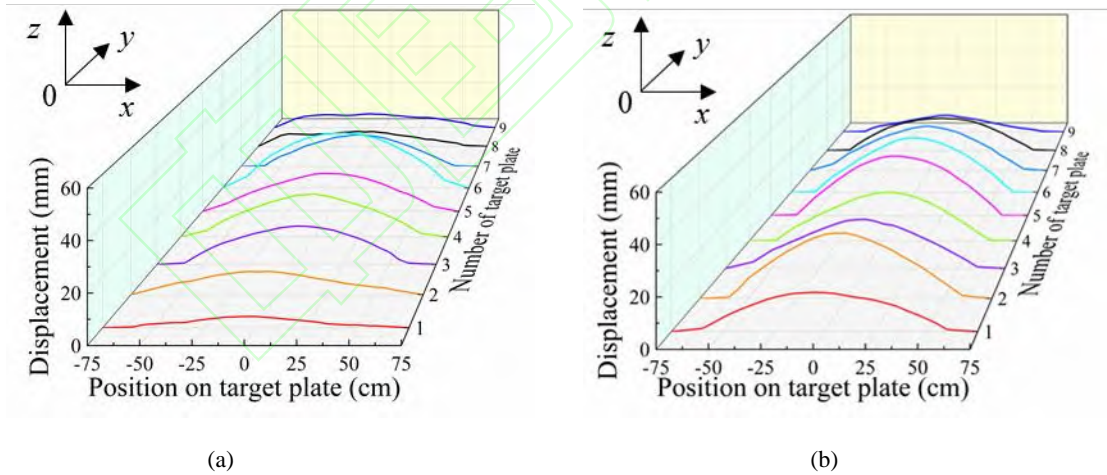 z
y
0
x
Displacement (mm)
60
40
20
0
-75 -50 -25 0 25 50 75
Position on target plate (cm)
1
2
3
4
5
6
7
8
9
Number of target plate
(a)
z
y
0
x
Displacement (mm)
60
40
20
0
-75 -50 -25 0 25 50 75
Position on target plate (cm)
1
2
3
4
5
6
7
8
9
Number of target plate
(b)